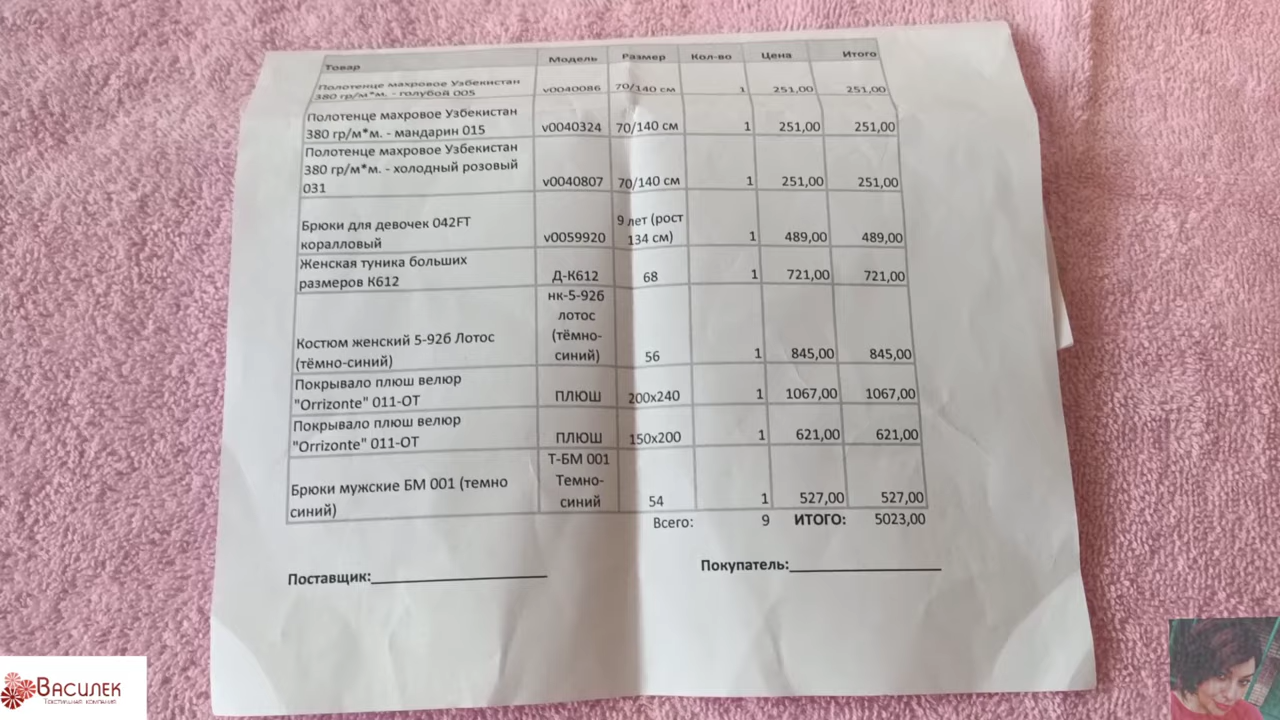 Товар Модель Размер Кол-во Цена Итого
Полотенце махровое Узбекистан
380 гр/м*м. - голубой 005 v0040086 70/140 см 1 251,00 251,00
Полотенце махровое Узбекистан
380 гр/м*м. - мандарин 015 v0040324 70/140 см 1 251,00 251,00
Полотенце махровое Узбекистан
380 гр/м*м. - холодный розовый
031 v0040807 70/140 см 1 251,00 251,00
Брюки для девочек 042FT 9 лет (рост
коралловый v0059920 134 см) 1 489,00 489,00
Женская туника больших
размеров К612 Д-К612 68 1 721,00 721,00
нк-5-92б
лотос
Костюм женский 5-92б Лотос (тёмно-
(тёмно-синий) синий) 56 1 845,00 845,00
Покрывало плюш велюр
"Orrizonte" 011-ОТ ПЛЮШ 200х240 1 1067,00 1067,00
Покрывало плюш велюр
"Orrizonte" 011-ОТ ПЛЮШ 150х200 1 621,00 621,00
Т-БМ 001
Брюки мужские БМ 001 (темно Темно-
синий) синий 54 1 527,00 527,00
Всего: 9 ИТОГО: 5023,00
Поставщик: Покупатель:
Василек
Текстильная компания